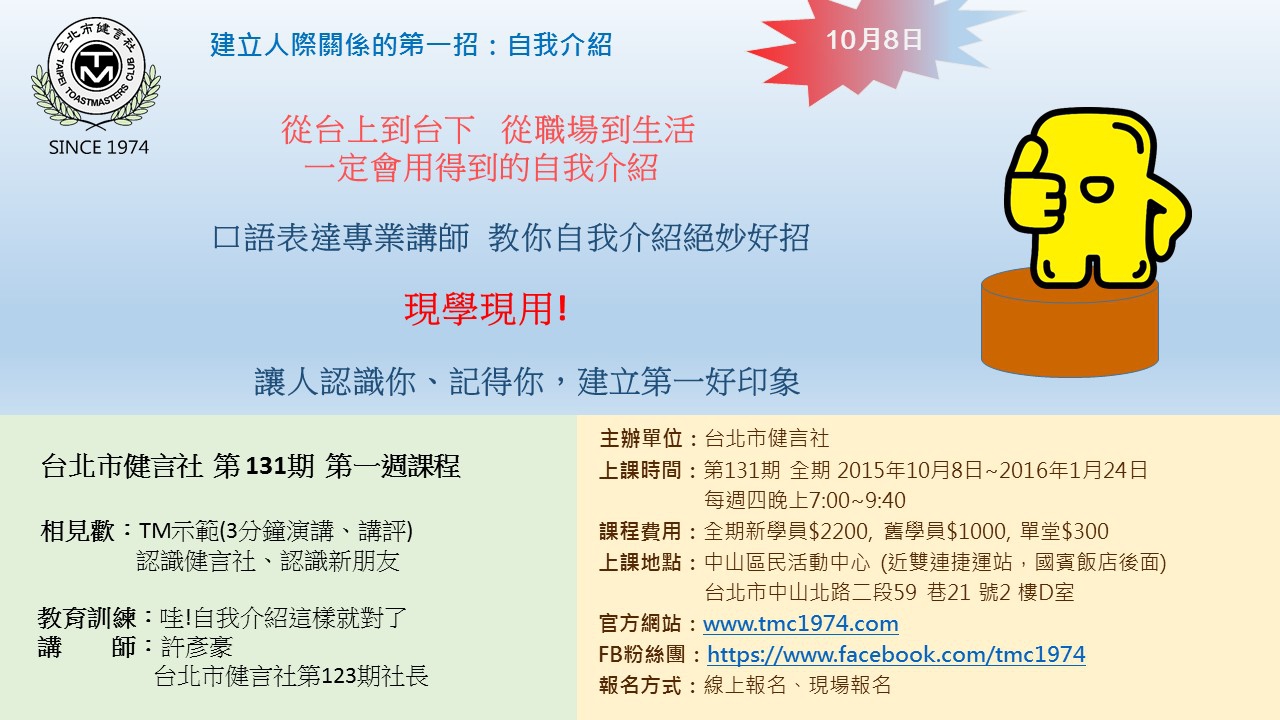 台北市健言社
TM
TAIPEI TOASTMASTERS CLUB
SINCE 1974
建立人際關係的第一招：自我介紹
10月8日
從台上到台下 從職場到生活
一定會用得到的自我介紹
口語表達專業講師 教你自我介紹絕妙好招
現學現用!
讓人認識你、記得你，建立第一好印象
台北市健言社 第131期 第一週課程
相見歡：TM示範(3分鐘演講、講評)
認識健言社、認識新朋友
教育訓練：哇!自我介紹這樣就對了
講 師：許彥豪
台北市健言社第123期社長
主辦單位：台北市健言社
上課時間：第131期 全期 2015年10月8日~2016年1月24日
每週四晚上7:00~9:40
課程費用：全期新學員$2200, 舊學員$1000, 單堂$300
上課地點：中山區民活動中心 (近雙連捷運站，國賓飯店後面)
台北市中山北路二段59 巷21 號2 樓D室
官方網站：www.tmc1974.com
FB粉絲團：https://www.facebook.com/tmc1974
報名方式：線上報名、現場報名